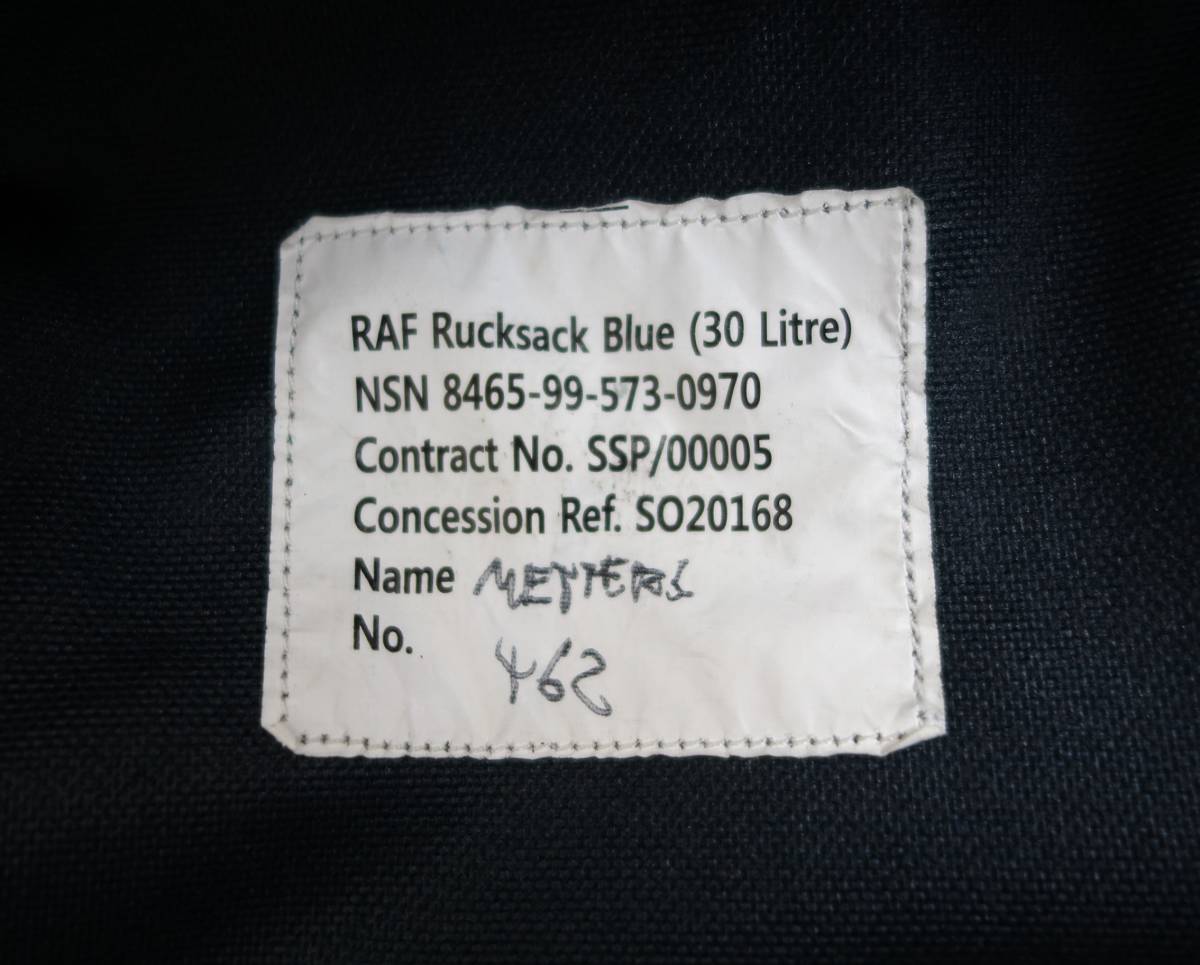 RAF Rucksack Blue (30 Litre)
NSN 8465-99-573-0970
Contract No. SSP/00005
Concession Ref. SO20168
Name
No. 462